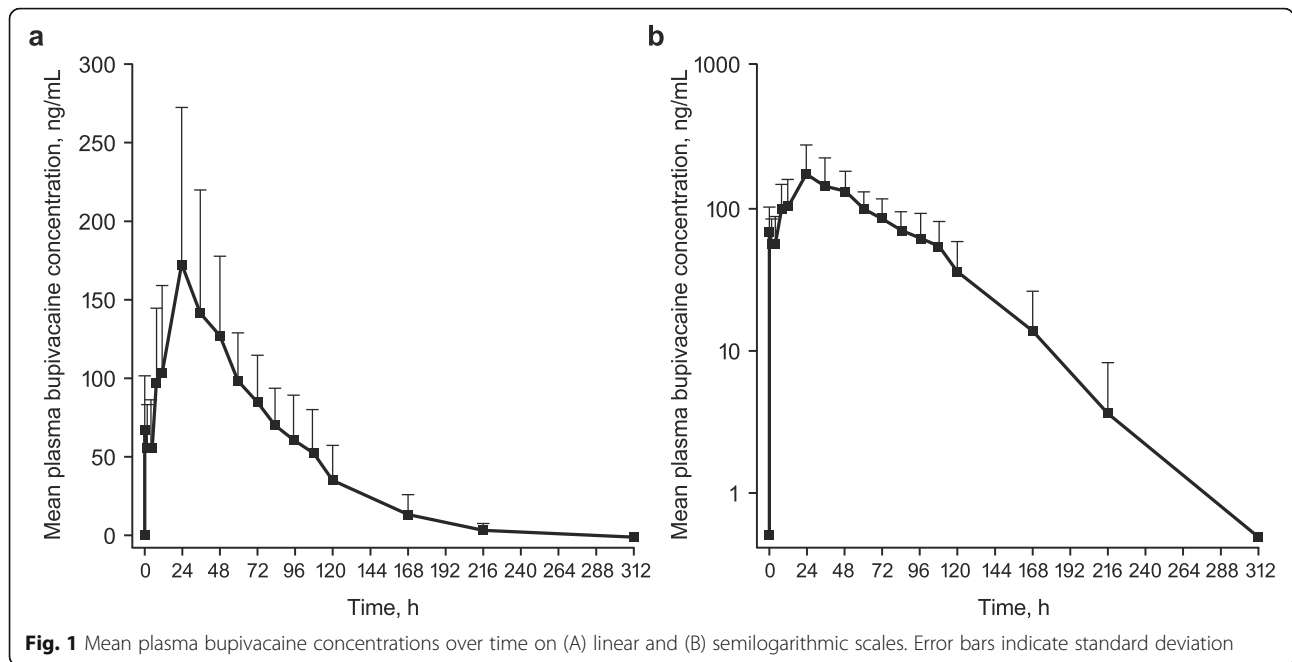 a
Mean plasma bupivacaine concentration, ng/mL
300
250
200
150
100
50
0
0 24 48 72 96 120 144 168 192 216 240 264 288 312
Time, h
b
Mean plasma bupivacaine concentration, ng/mL
1000
100
10
1
0 24 48 72 96 120 144 168 192 216 240 264 288 312
Time, h
Fig. 1 Mean plasma bupivacaine concentrations over time on (A) linear and (B) semilogarithmic scales. Error bars indicate standard deviation